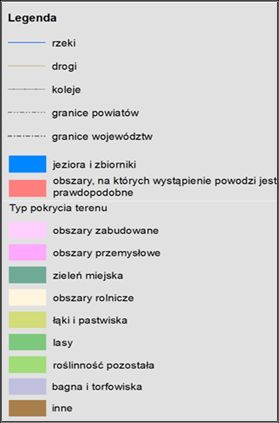 Legenda
rzeki
drogi
koleje
granice powiatów
granice województw
jeziora i zbiorniki
obszary, na których wystąpienie powodzi jest
prawdopodobne
Typ pokrycia terenu
obszary zabudowane
obszary przemysłowe
zieleń miejska
obszary rolnicze
łąki i pastwiska
lasy
roślinność pozostała
bagna i torfowiska
inne